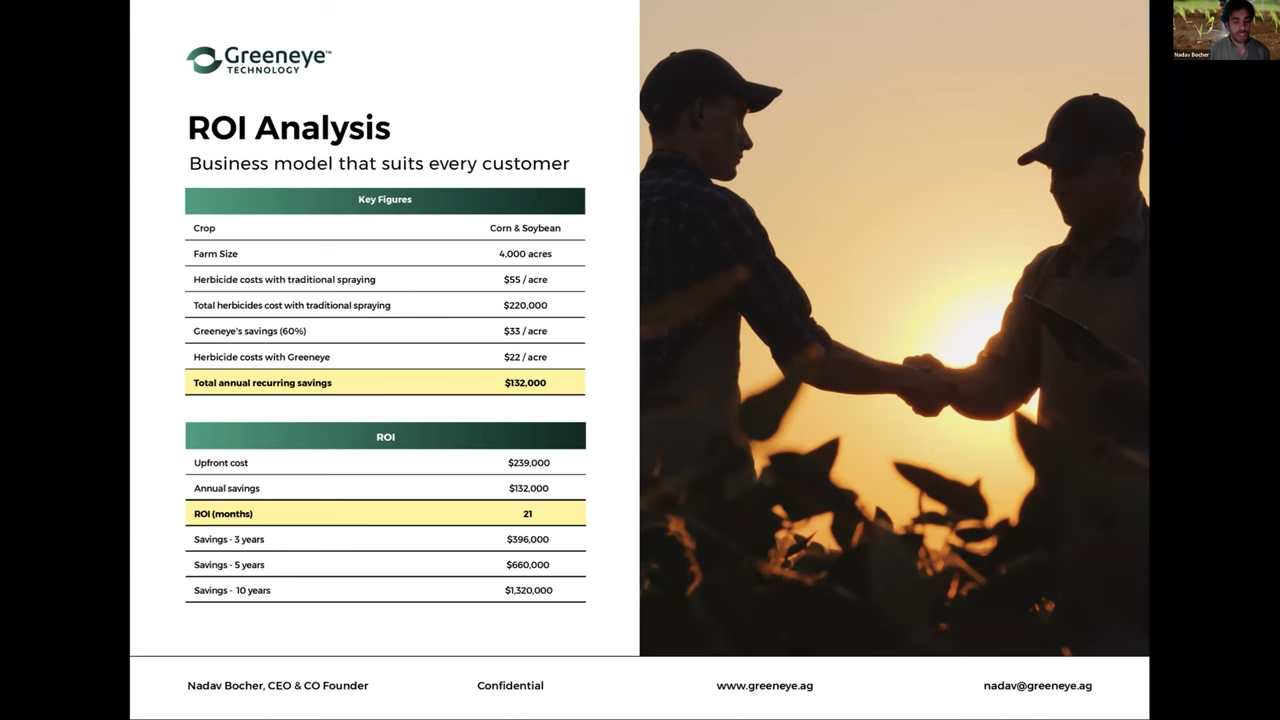 Greeneye™
TECHNOLOGY
ROI Analysis
Business model that suits every customer
Key Figures
Crop Corn & Soybean
Farm Size 4,000 acres
Herbicide costs with traditional spraying $55 / acre
Total herbicides cost with traditional spraying $220,000
Greeneye's savings (60%) $33 / acre
Herbicide costs with Greeneye $22 / acre
Total annual recurring savings $132,000
ROI
Upfront cost $239,000
Annual savings $132,000
ROI (months) 21
Savings - 3 years $396,000
Savings - 5 years $660,000
Savings - 10 years $1,320,000
Nadav Bocher, CEO & CO Founder Confidential www.greeneye.ag nadav@greeneye.ag
Nadav Bocher